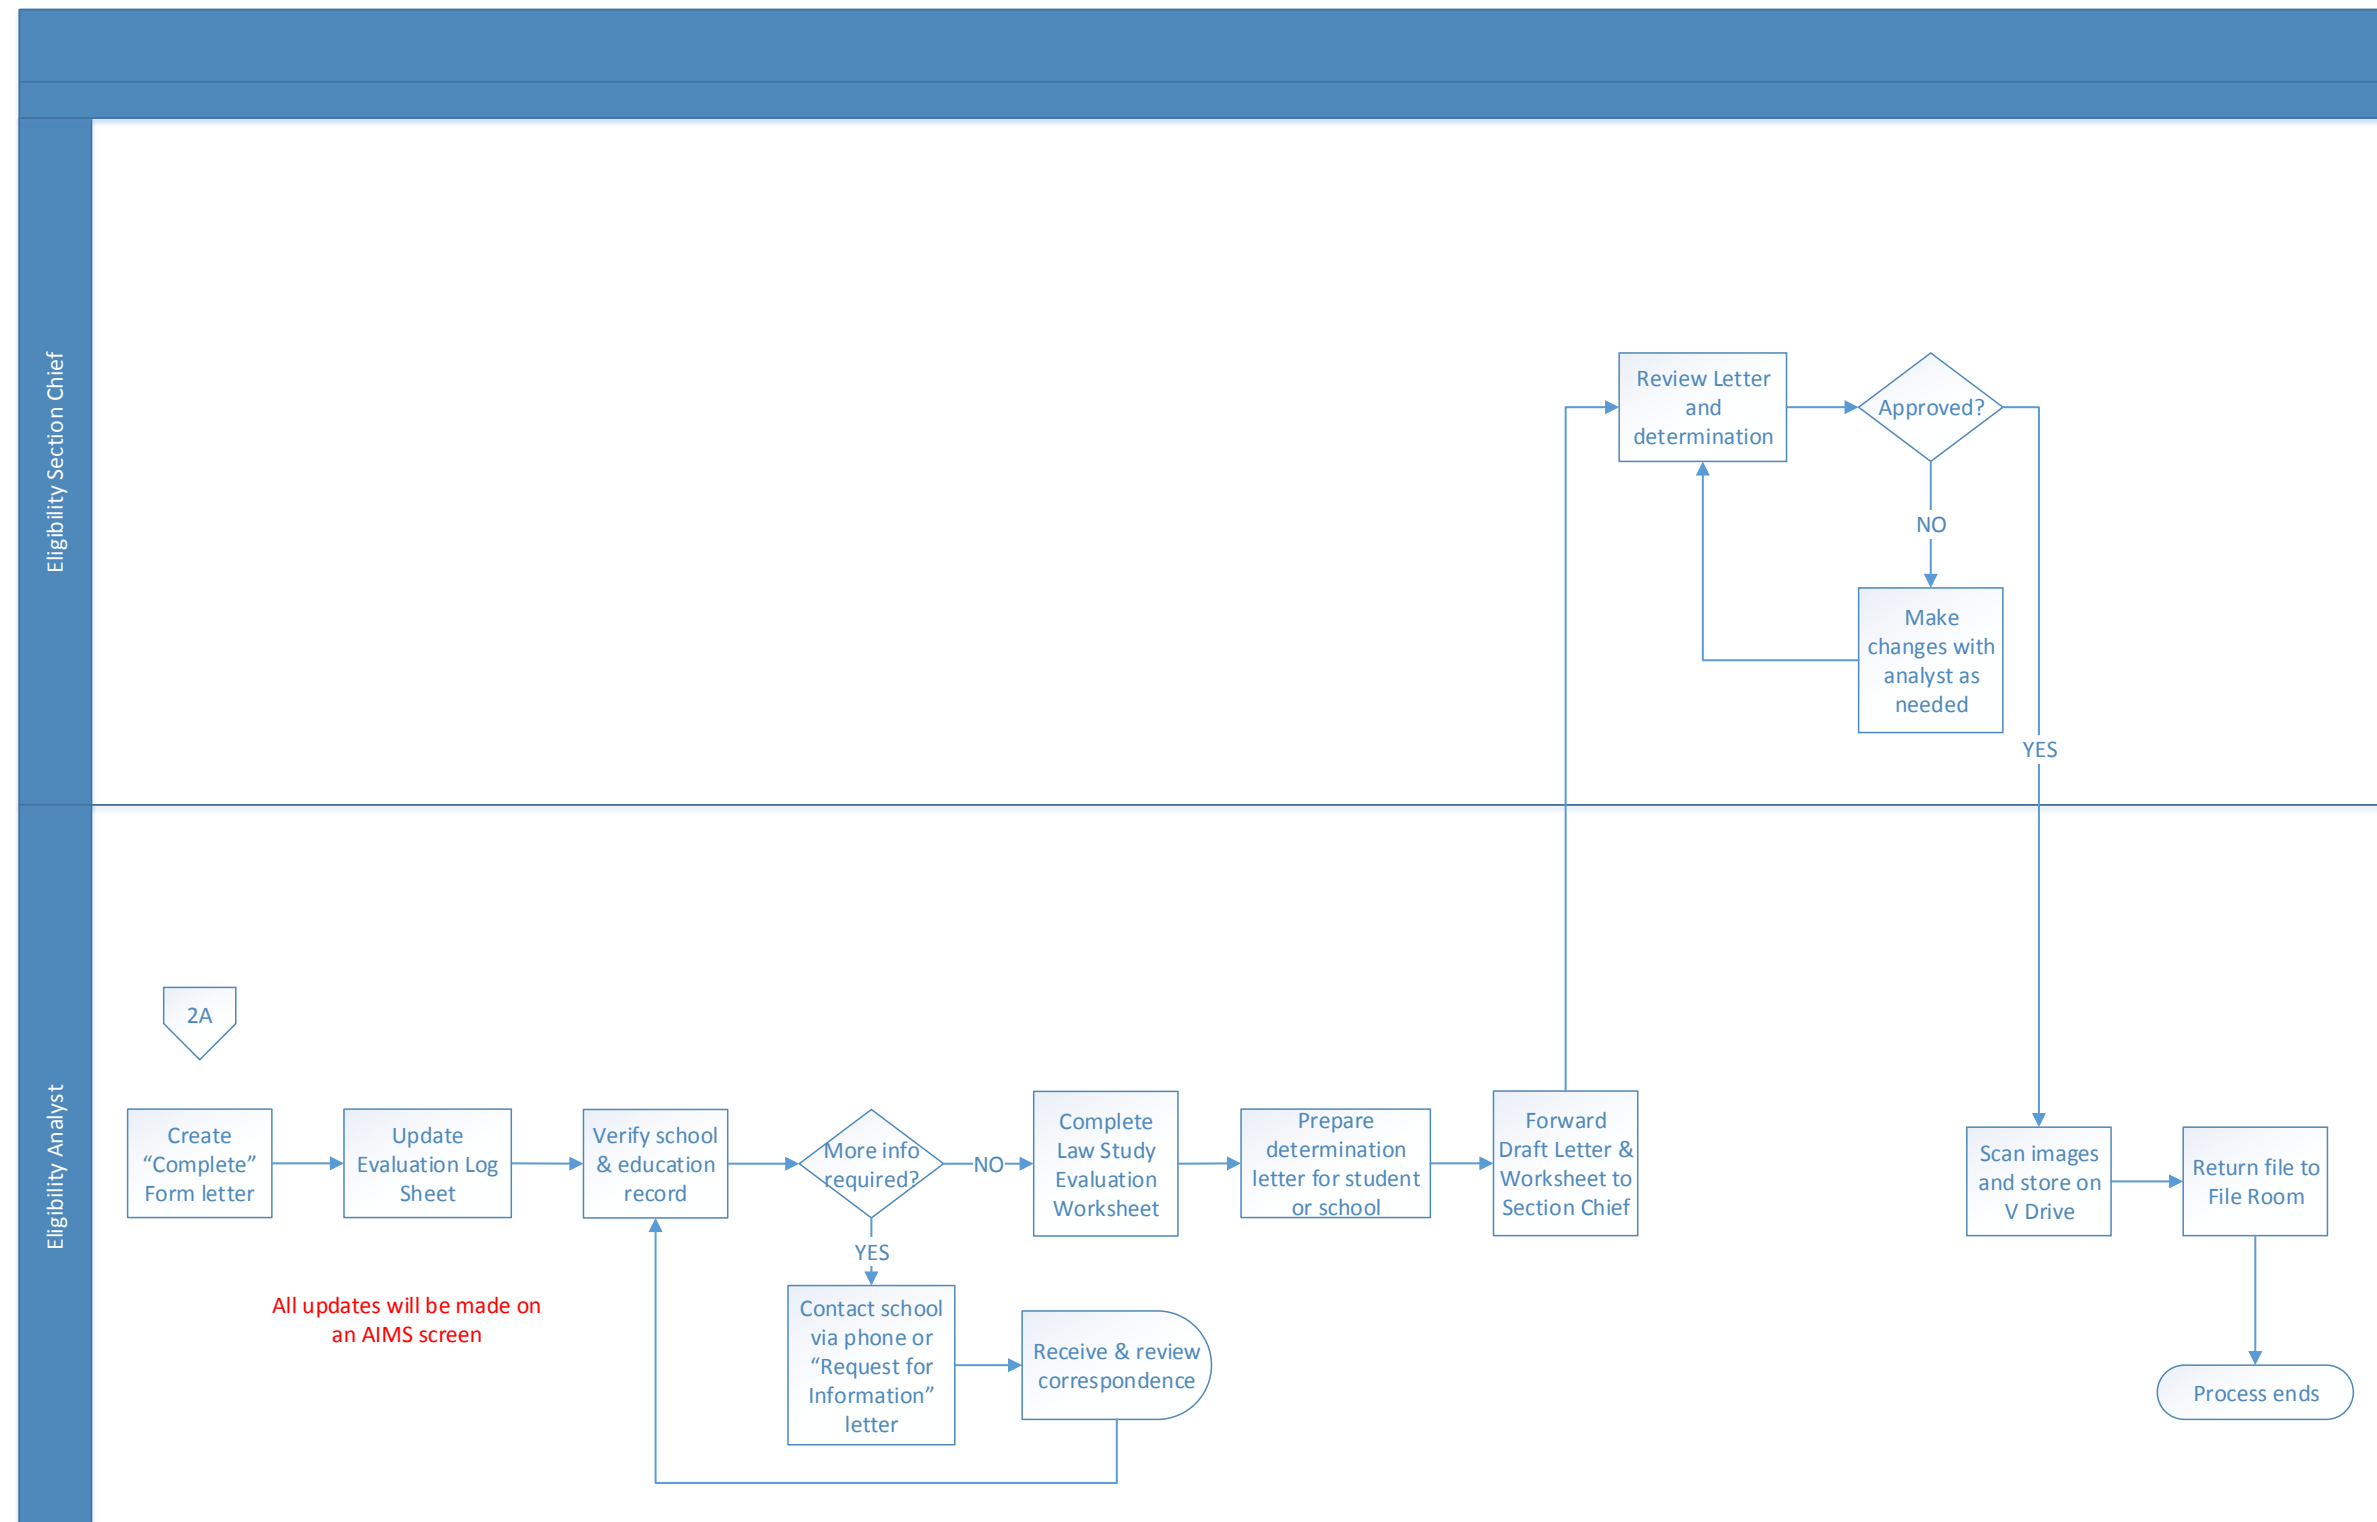 Eligibility Section Chief
Review Letter
and
determination
Approved?
NO
Make
changes with
analyst as
needed
YES
Eligibility Analyst
2A
Create
“Complete”
Form letter
Update
Evaluation Log
Sheet
Verify school
& education
record
More info
required?
NO
YES
Complete
Law Study
Evaluation
Worksheet
Prepare
determination
letter for student
or school
Forward
Draft Letter &
Worksheet to
Section Chief
Scan images
and store on
V Drive
Return file to
File Room
All updates will be made on
an AIMS screen
Contact school
via phone or
“Request for
Information”
letter
Receive & review
correspondence
Process ends